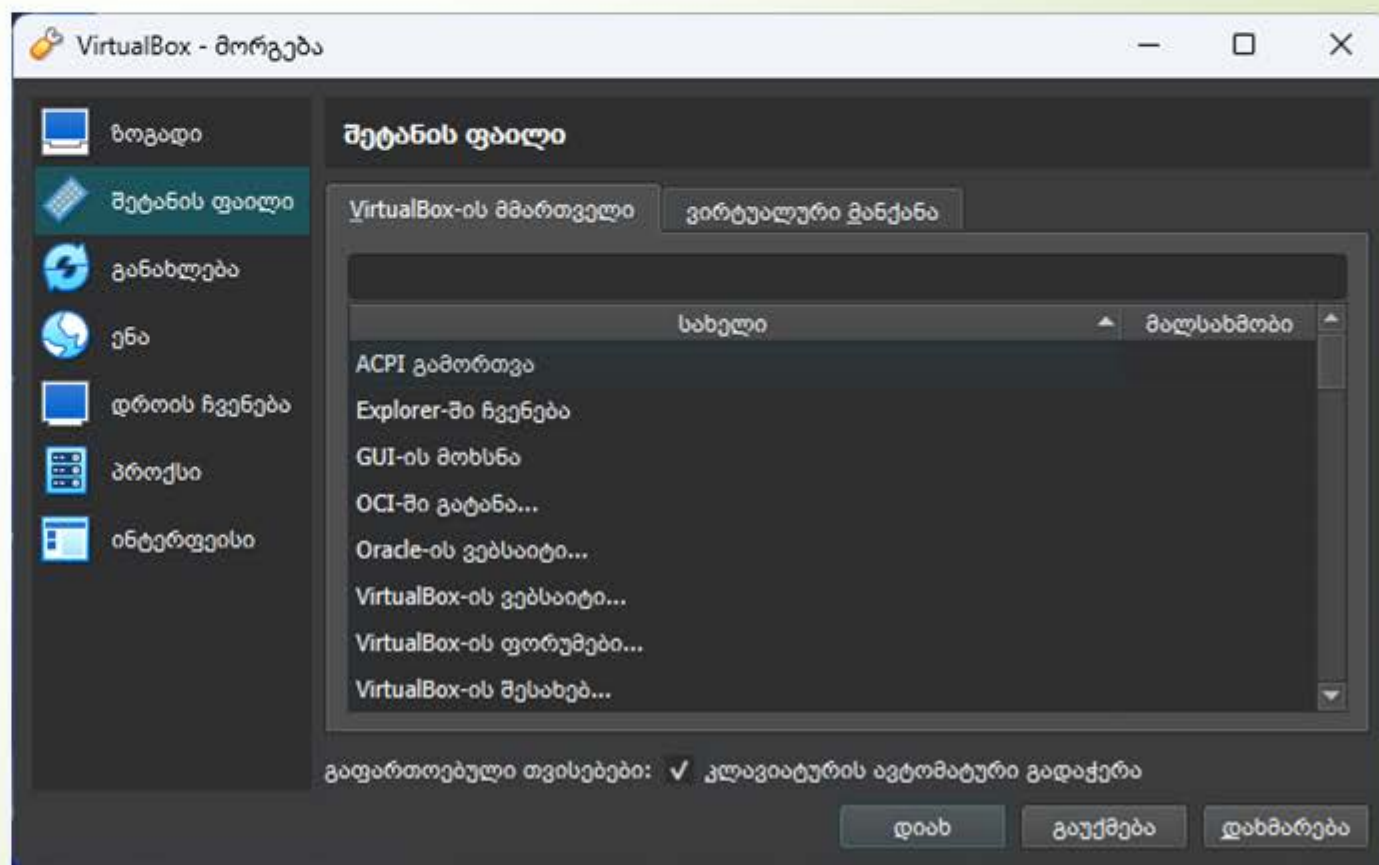 VirtualBox - მორგება
ზოგადი
შეტანის ფაილი
განახლება
ენა
დროის ჩვენება
პროქსი
ინტერფეისი
შეტანის ფაილი
VirtualBox-ის მმართველი
ვირტუალური მანქანა
სახელი
მალსახმობი
ACPI გამორთვა
Explorer-ში ჩვენება
GUI-ის მოხსნა
OCI-ში გატანა...
Oracle-ის ვებსაიტი...
VirtualBox-ის ვებსაიტი...
VirtualBox-ის ფორუმები...
VirtualBox-ის შესახებ...
გაფართოებული თვისებები: კლავიატურის ავტომატური გადაჭერა
დიახ
გაუქმება
დახმარება